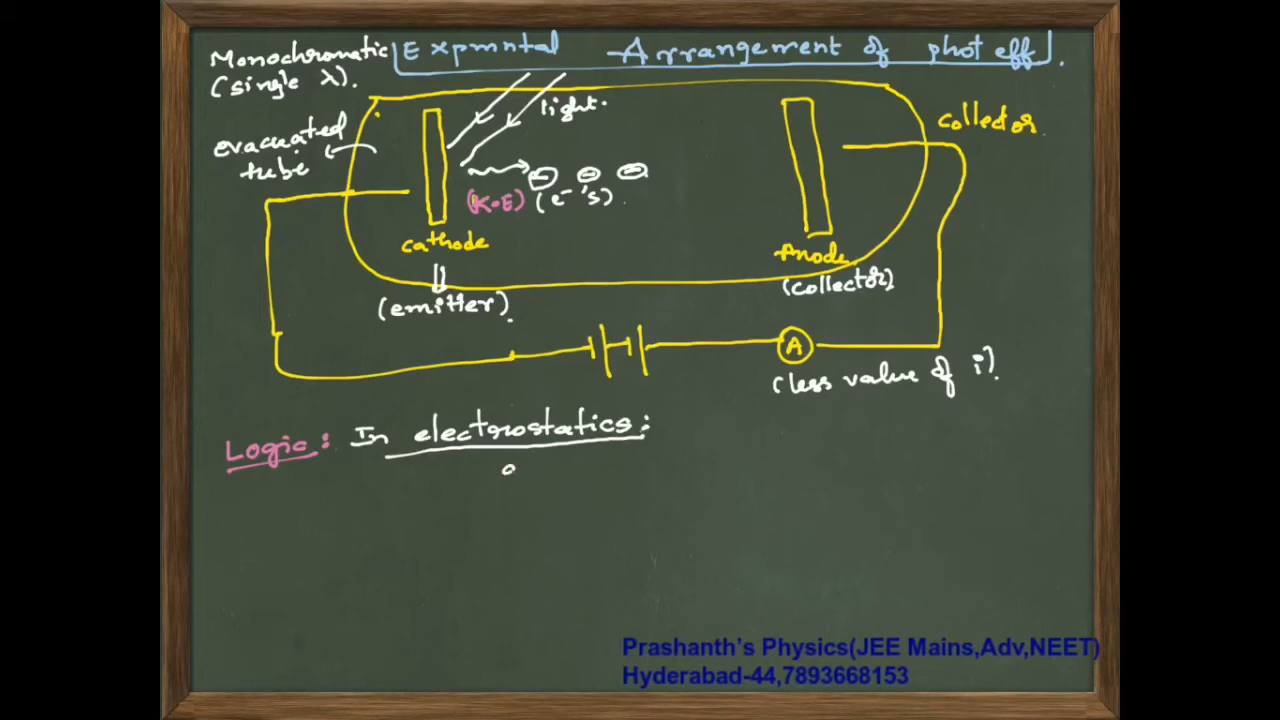 Monochromatic
(single λ).
Expmntal Arrangement of phot eff.
light.
evacuated
tube
collector
(K.E) (e⁻'s).
cathode
Anode
(emitter).
(collector)
A
(less value of i).
Logic: In electrostatics:
Prashanth's Physics(JEE Mains,Adv,NEET)
Hyderabad-44,7893668153